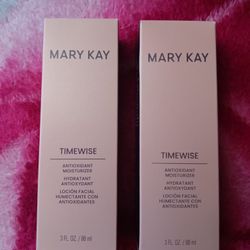 MARY KAY
TIMEWISE
ANTIOXIDANT
MOISTURIZER
HYDRATANT
ANTIOXYDANT
LOCIÓN FACIAL
HUMECTANTE CON
ANTIOXIDANTES
3 FL OZ / 88 ml
MARY KAY
TIMEWISE
ANTIOXIDANT
MOISTURIZER
HYDRATANT
ANTIOXYDANT
LOCIÓN FACIAL
HUMECTANTE CON
ANTIOXIDANTES
3 FL OZ / 88 ml